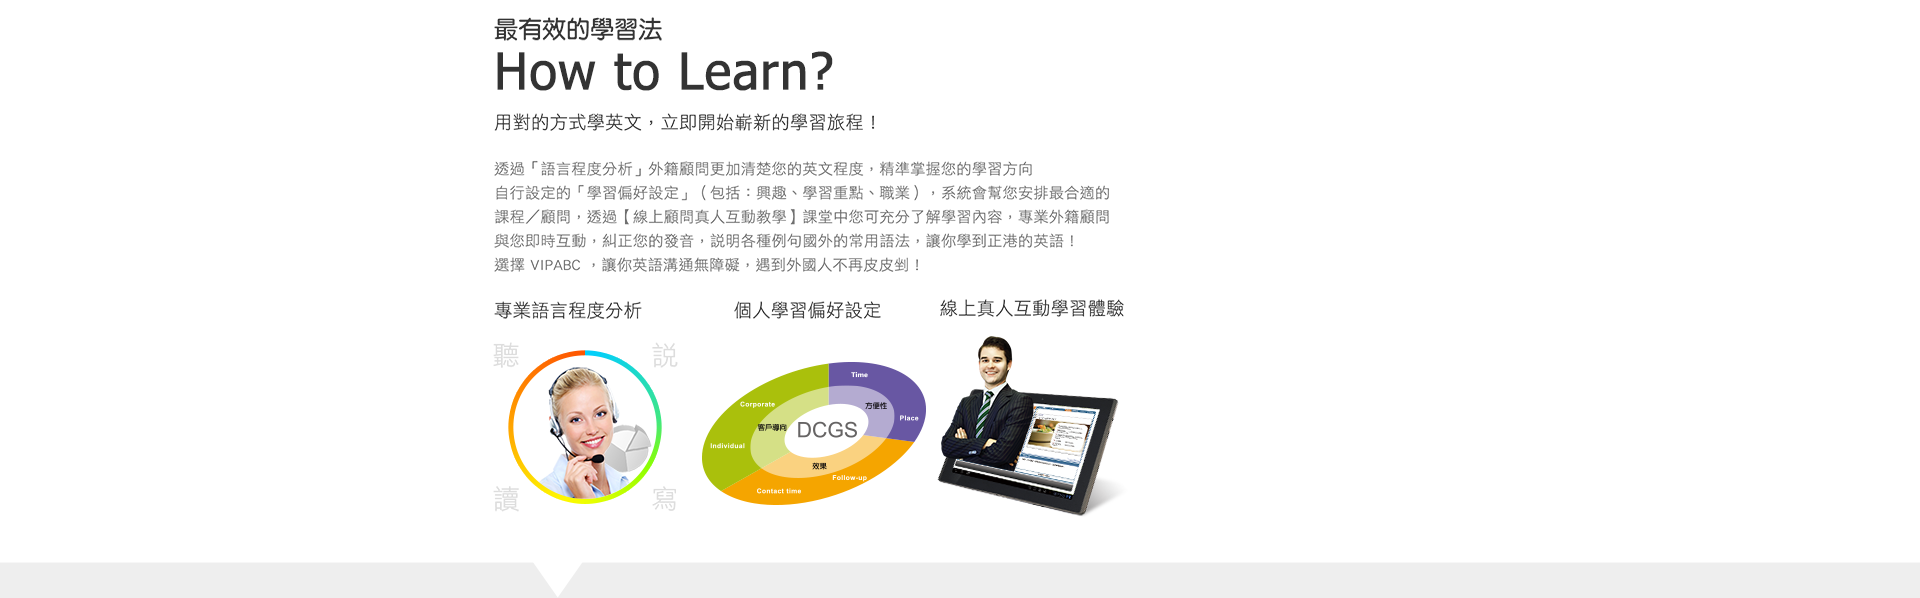 最有效的學習法
How to Learn?
用對的方式學英文，立即開始嶄新的學習旅程！
透過「語言程度分析」外籍顧問更加清楚您的英文程度，精準掌握您的學習方向
自行設定的「學習偏好設定」（包括：興趣、學習重點、職業），系統會幫您安排最合適的
課程／顧問，透過【線上顧問真人互動教學】課堂中您可充分了解學習內容，專業外籍顧問
與您即時互動，糾正您的發音，說明各種例句國外的常用語法，讓你學到正港的英語！
選擇 VIPABC ，讓你英語溝通無障礙，遇到外國人不再皮皮剉！
專業語言程度分析
個人學習偏好設定
線上真人互動學習體驗
聽
說
讀
寫
Time
Corporate
方便性
Place
客戶導向
DCGS
Individual
效果
Follow-up
Contact time